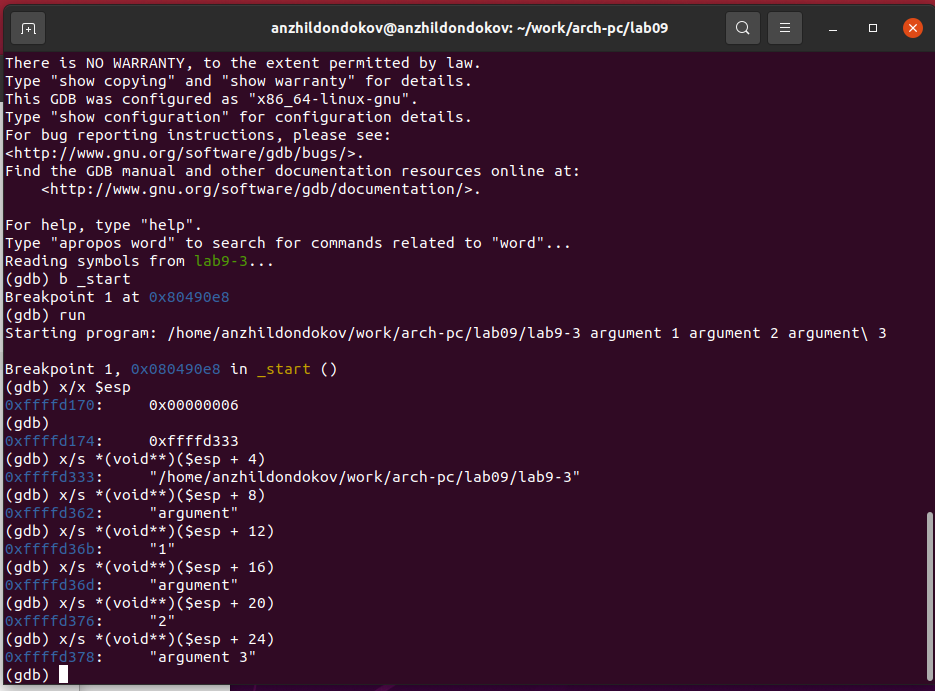 anzhildondokov@anzhildondokov: ~/work/arch-pc/lab09
There is NO WARRANTY, to the extent permitted by law.
Type "show copying" and "show warranty" for details.
This GDB was configured as "x86_64-linux-gnu".
Type "show configuration" for configuration details.
For bug reporting instructions, please see:
<http://www.gnu.org/software/gdb/bugs/>.
Find the GDB manual and other documentation resources online at:
    <http://www.gnu.org/software/gdb/documentation/>.

For help, type "help".
Type "apropos word" to search for commands related to "word"...
Reading symbols from lab9-3...
(gdb) b _start
Breakpoint 1 at 0x80490e8
(gdb) run
Starting program: /home/anzhildondokov/work/arch-pc/lab09/lab9-3 argument 1 argument 2 argument\ 3

Breakpoint 1, 0x080490e8 in _start ()
(gdb) x/x $esp
0xffffd170:     0x00000006
(gdb)
0xffffd174:     0xffffd333
(gdb) x/s *(void**)($esp + 4)
0xffffd333:     "/home/anzhildondokov/work/arch-pc/lab09/lab9-3"
(gdb) x/s *(void**)($esp + 8)
0xffffd362:     "argument"
(gdb) x/s *(void**)($esp + 12)
0xffffd36b:     "1"
(gdb) x/s *(void**)($esp + 16)
0xffffd36d:     "argument"
(gdb) x/s *(void**)($esp + 20)
0xffffd376:     "2"
(gdb) x/s *(void**)($esp + 24)
0xffffd378:     "argument 3"
(gdb)